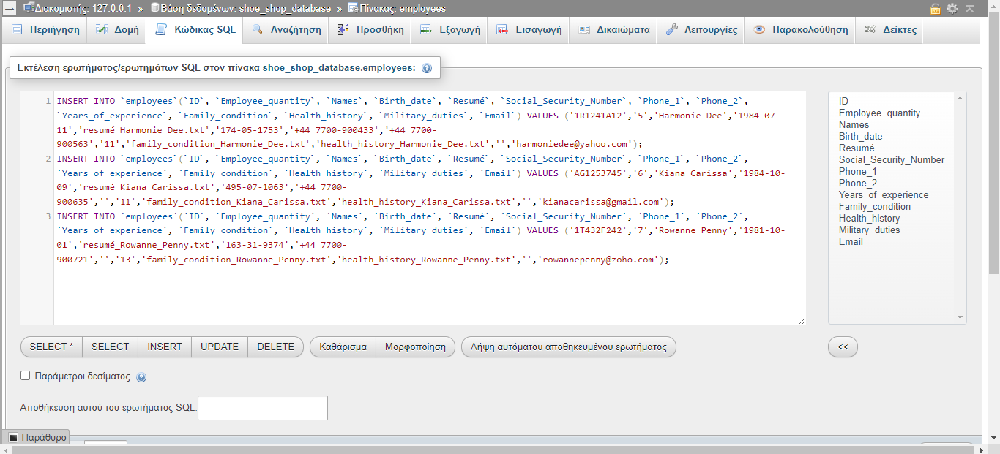 Διακομιστής: 127.0.0.1 » Βάση δεδομένων: shoe_shop_database » Πίνακας: employees
Περιήγηση Δομή Κώδικας SQL Αναζήτηση Προσθήκη Εξαγωγή Εισαγωγή Δικαιώματα Λειτουργίες Παρακολούθηση Δείκτες
Εκτέλεση ερωτήματος/ερωτημάτων SQL στον πίνακα shoe_shop_database.employees:
1 INSERT INTO `employees`(`ID`, `Employee_quantity`, `Names`, `Birth_date`, `Resumé`, `Social_Security_Number`, `Phone_1`, `Phone_2`,
`Years_of_experience`, `Family_condition`, `Health_history`, `Military_duties`, `Email`) VALUES ('1R1241A12','5','Harmonie Dee','1984-07-
11','resumé_Harmonie_Dee.txt','174-05-1753','+44 7700-900433','+44 7700-
900563','11','family_condition_Harmonie_Dee.txt','health_history_Harmonie_Dee.txt','','harmoniedee@yahoo.com');
2 INSERT INTO `employees`(`ID`, `Employee_quantity`, `Names`, `Birth_date`, `Resumé`, `Social_Security_Number`, `Phone_1`, `Phone_2`,
`Years_of_experience`, `Family_condition`, `Health_history`, `Military_duties`, `Email`) VALUES ('AG1253745','6','Kiana Carissa','1984-10-
09','resumé_Kiana_Carissa.txt','495-07-1063','+44 7700-
900635','','11','family_condition_Kiana_Carissa.txt','health_history_Kiana_Carissa.txt','','kianacarissa@gmail.com');
3 INSERT INTO `employees`(`ID`, `Employee_quantity`, `Names`, `Birth_date`, `Resumé`, `Social_Security_Number`, `Phone_1`, `Phone_2`,
`Years_of_experience`, `Family_condition`, `Health_history`, `Military_duties`, `Email`) VALUES ('1T432F242','7','Rowanne Penny','1981-10-
01','resumé_Rowanne_Penny.txt','163-31-9374','+44 7700-
900721','','13','family_condition_Rowanne_Penny.txt','health_history_Rowanne_Penny.txt','','rowannepenny@zoho.com');
ID
Employee_quantity
Names
Birth_date
Resumé
Social_Security_Number
Phone_1
Phone_2
Years_of_experience
Family_condition
Health_history
Military_duties
Email
SELECT * SELECT INSERT UPDATE DELETE Καθάρισμα Μορφοποίηση Λήψη αυτόματου αποθηκευμένου ερωτήματος <<
Παράμετροι δεσίματος
Αποθήκευση αυτού του ερωτήματος SQL:
Παράθυρο